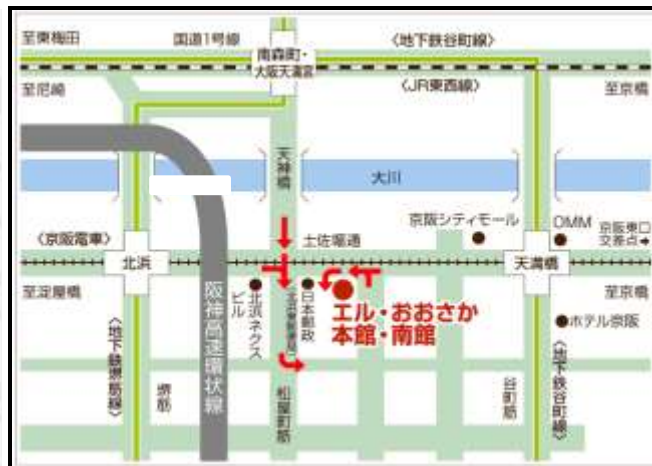 至東梅田
国道1号線
南森町・
大阪天満宮
〈地下鉄谷町線〉
至尼崎
〈JR東西線〉
至京橋
天神橋
大川
京阪シティモール
OMM
京阪東口
交差点➡
〈京阪電車〉
土佐堀通
北浜
天満橋
至淀屋橋
至京橋
阪神高速環状線
北浜ネクス
ビル
日本郵政
エル・おおさか
本館・南館
ホテル京阪
〈地下鉄堺筋線〉
堺筋
松屋町筋
谷町筋
〈地下鉄谷町線〉